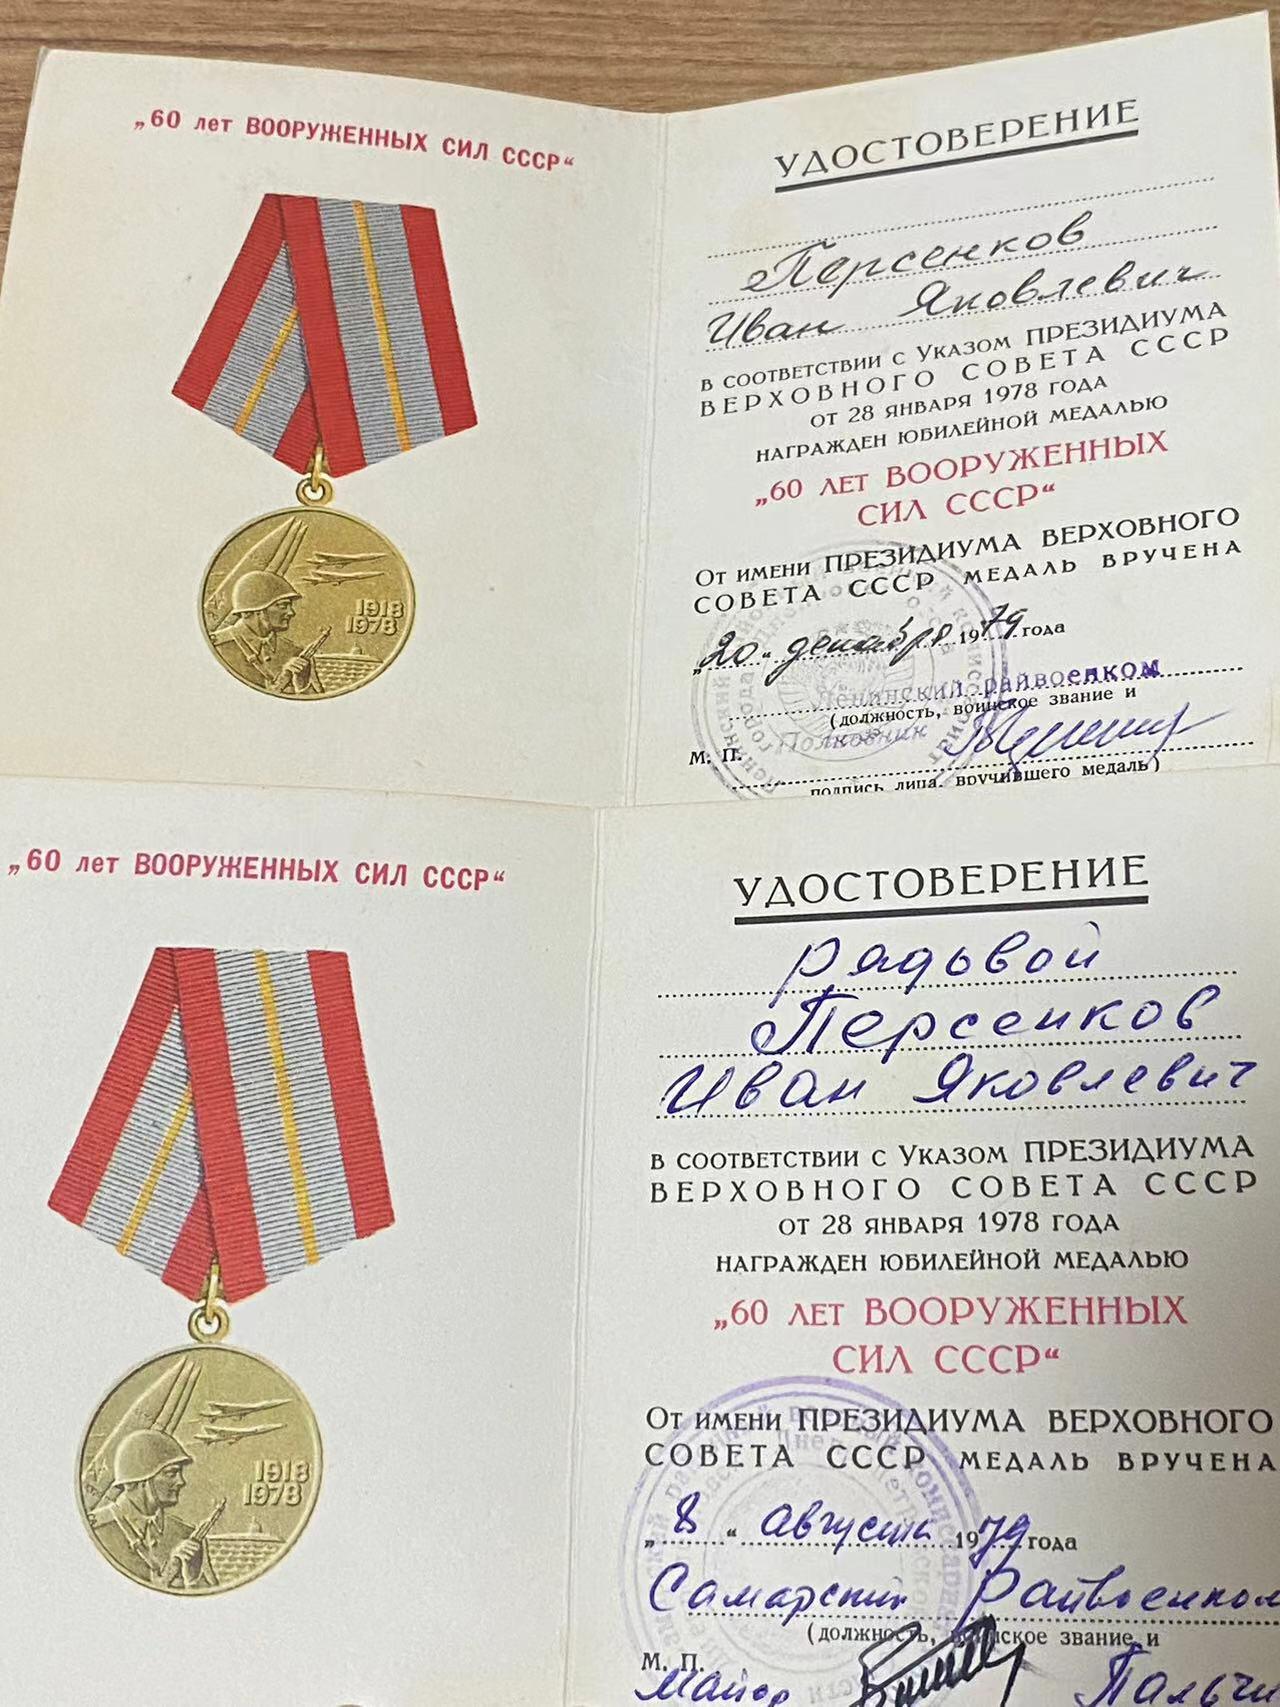 „60 лет ВООРУЖЕННЫХ СИЛ СССР“
1918
1978
УДОСТОВЕРЕНИЕ
Персенков
Иван Яковлевич
В СООТВЕТСТВИИ С УКАЗОМ ПРЕЗИДИУМА
ВЕРХОВНОГО СОВЕТА СССР
ОТ 28 ЯНВАРЯ 1978 ГОДА
НАГРАЖДЕН ЮБИЛЕЙНОЙ МЕДАЛЬЮ
„60 ЛЕТ ВООРУЖЕННЫХ
СИЛ СССР“
ОТ ИМЕНИ ПРЕЗИДИУМА ВЕРХОВНОГО
СОВЕТА СССР МЕДАЛЬ ВРУЧЕНА
„20“ декабря 1979 года
Ленинский райвоенком
(должность, воинское звание и
М. П. Полковник
подпись лица, вручившего медаль)
„60 лет ВООРУЖЕННЫХ СИЛ СССР“
1918
1978
УДОСТОВЕРЕНИЕ
рядовой
Персенков
Иван Яковлевич
В СООТВЕТСТВИИ С УКАЗОМ ПРЕЗИДИУМА
ВЕРХОВНОГО СОВЕТА СССР
ОТ 28 ЯНВАРЯ 1978 ГОДА
НАГРАЖДЕН ЮБИЛЕЙНОЙ МЕДАЛЬЮ
„60 ЛЕТ ВООРУЖЕННЫХ
СИЛ СССР“
ОТ ИМЕНИ ПРЕЗИДИУМА ВЕРХОВНОГО
СОВЕТА СССР МЕДАЛЬ ВРУЧЕНА
„8“ августа 1979 года
Самарский Райвоенком
(должность, воинское звание и
М. П.
Майор Пальчи